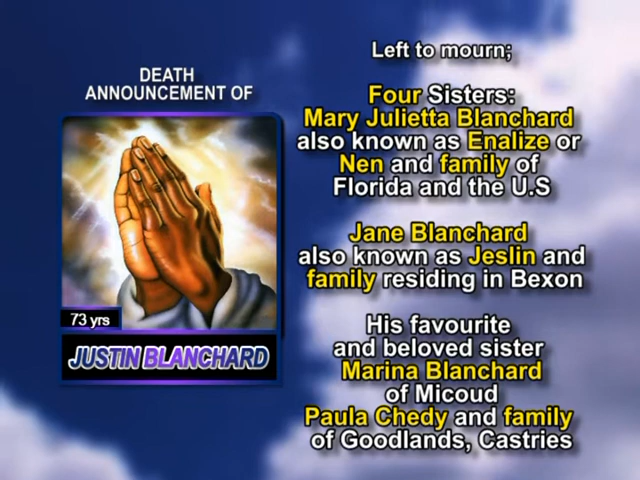 DEATH
ANNOUNCEMENT OF
73 yrs
JUSTIN BLANCHARD
Left to mourn;
Four Sisters:
Mary Julietta Blanchard
also known as Enalize or
Nen and family of
Florida and the U.S
Jane Blanchard
also known as Jeslin and
family residing in Bexon
His favourite
and beloved sister
Marina Blanchard
of Micoud
Paula Chedy and family
of Goodlands, Castries